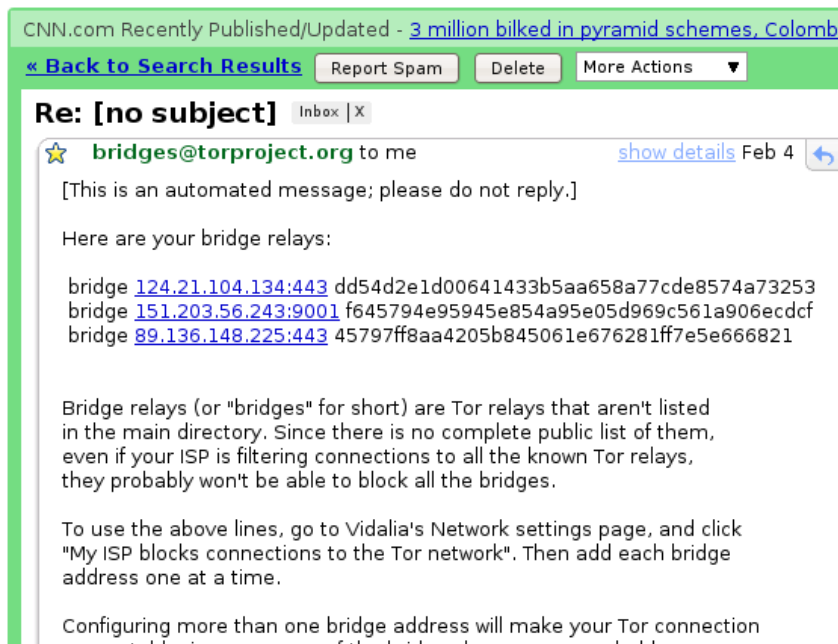 CNN.com Recently Published/Updated - 3 million bilked in pyramid schemes, Colomb
« Back to Search Results Report Spam Delete More Actions ▼
Re: [no subject] Inbox | X
bridges@torproject.org to me show details Feb 4
[This is an automated message; please do not reply.]
Here are your bridge relays:
bridge 124.21.104.134:443 dd54d2e1d00641433b5aa658a77cde8574a73253
bridge 151.203.56.243:9001 f645794e95945e854a95e05d969c561a906ecdcf
bridge 89.136.148.225:443 45797ff8aa4205b845061e676281ff7e5e666821
Bridge relays (or "bridges" for short) are Tor relays that aren't listed
in the main directory. Since there is no complete public list of them,
even if your ISP is filtering connections to all the known Tor relays,
they probably won't be able to block all the bridges.
To use the above lines, go to Vidalia's Network settings page, and click
"My ISP blocks connections to the Tor network". Then add each bridge
address one at a time.
Configuring more than one bridge address will make your Tor connection